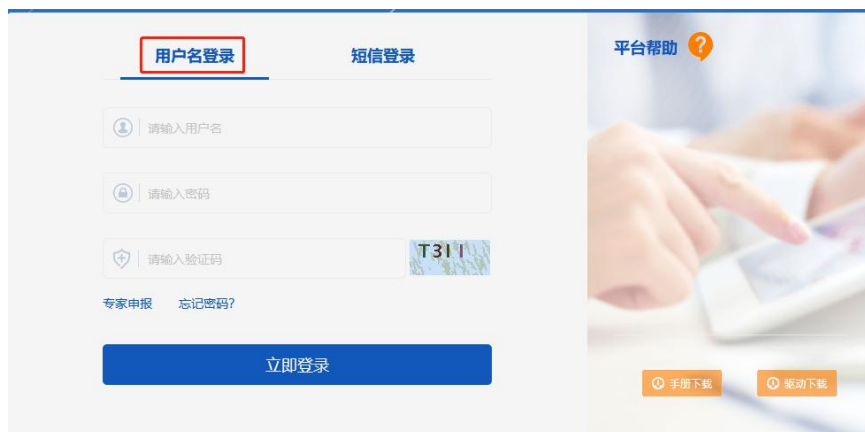 用户名登录
短信登录
请输入用户名
请输入密码
请输入验证码
专家申报
忘记密码?
立即登录
平台帮助
?
手册下载
驱动下载